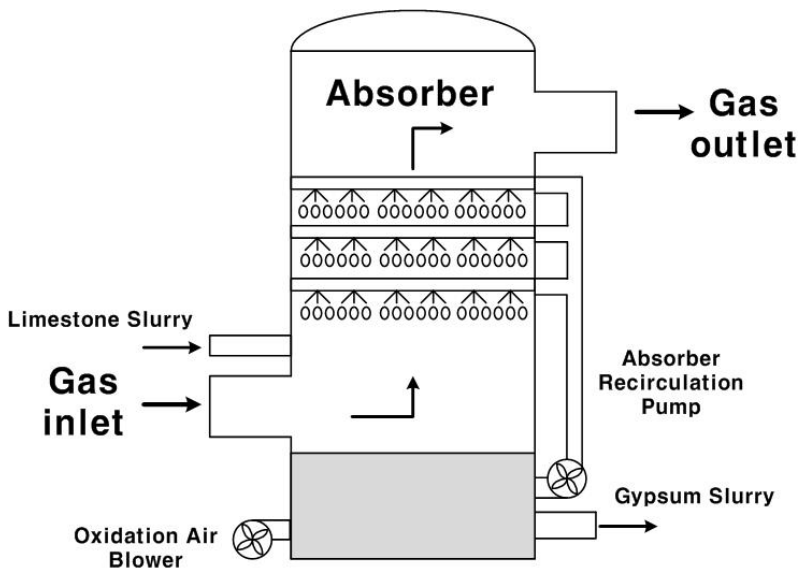 Absorber
Gas
outlet
Limestone Slurry
Gas
inlet
Absorber
Recirculation
Pump
Gypsum Slurry
Oxidation Air
Blower